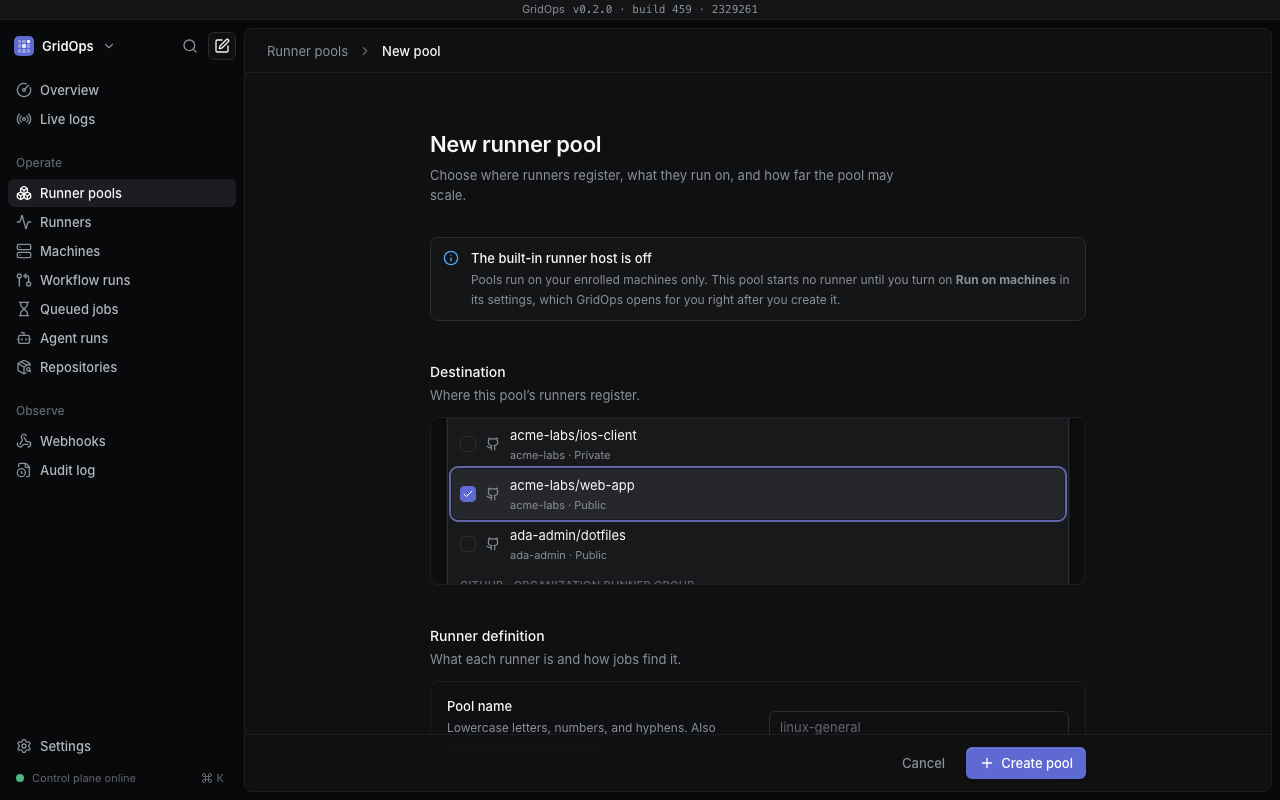 GridOps v0.2.0 · build 459 · 2329261
GridOps
Overview
Live logs
Operate
Runner pools
Runners
Machines
Workflow runs
Queued jobs
Agent runs
Repositories
Observe
Webhooks
Audit log
Settings
Control plane online
⌘ K
Runner pools
New pool
New runner pool
Choose where runners register, what they run on, and how far the pool may
scale.
The built-in runner host is off
Pools run on your enrolled machines only. This pool starts no runner until you turn on Run on machines in
its settings, which GridOps opens for you right after you create it.
Destination
Where this pool’s runners register.
acme-labs/ios-client
acme-labs · Private
acme-labs/web-app
acme-labs · Public
ada-admin/dotfiles
ada-admin · Public
GITHUB · ORGANIZATION RUNNER GROUP
Runner definition
What each runner is and how jobs find it.
Pool name
Lowercase letters, numbers, and hyphens. Also
linux-general
Cancel
Create pool